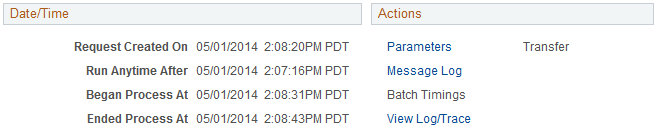 Date/Time Actions
Request Created On 05/01/2014 2:08:20PM PDT Parameters Transfer
Run Anytime After 05/01/2014 2:07:16PM PDT Message Log
Began Process At 05/01/2014 2:08:31PM PDT Batch Timings
Ended Process At 05/01/2014 2:08:43PM PDT View Log/Trace